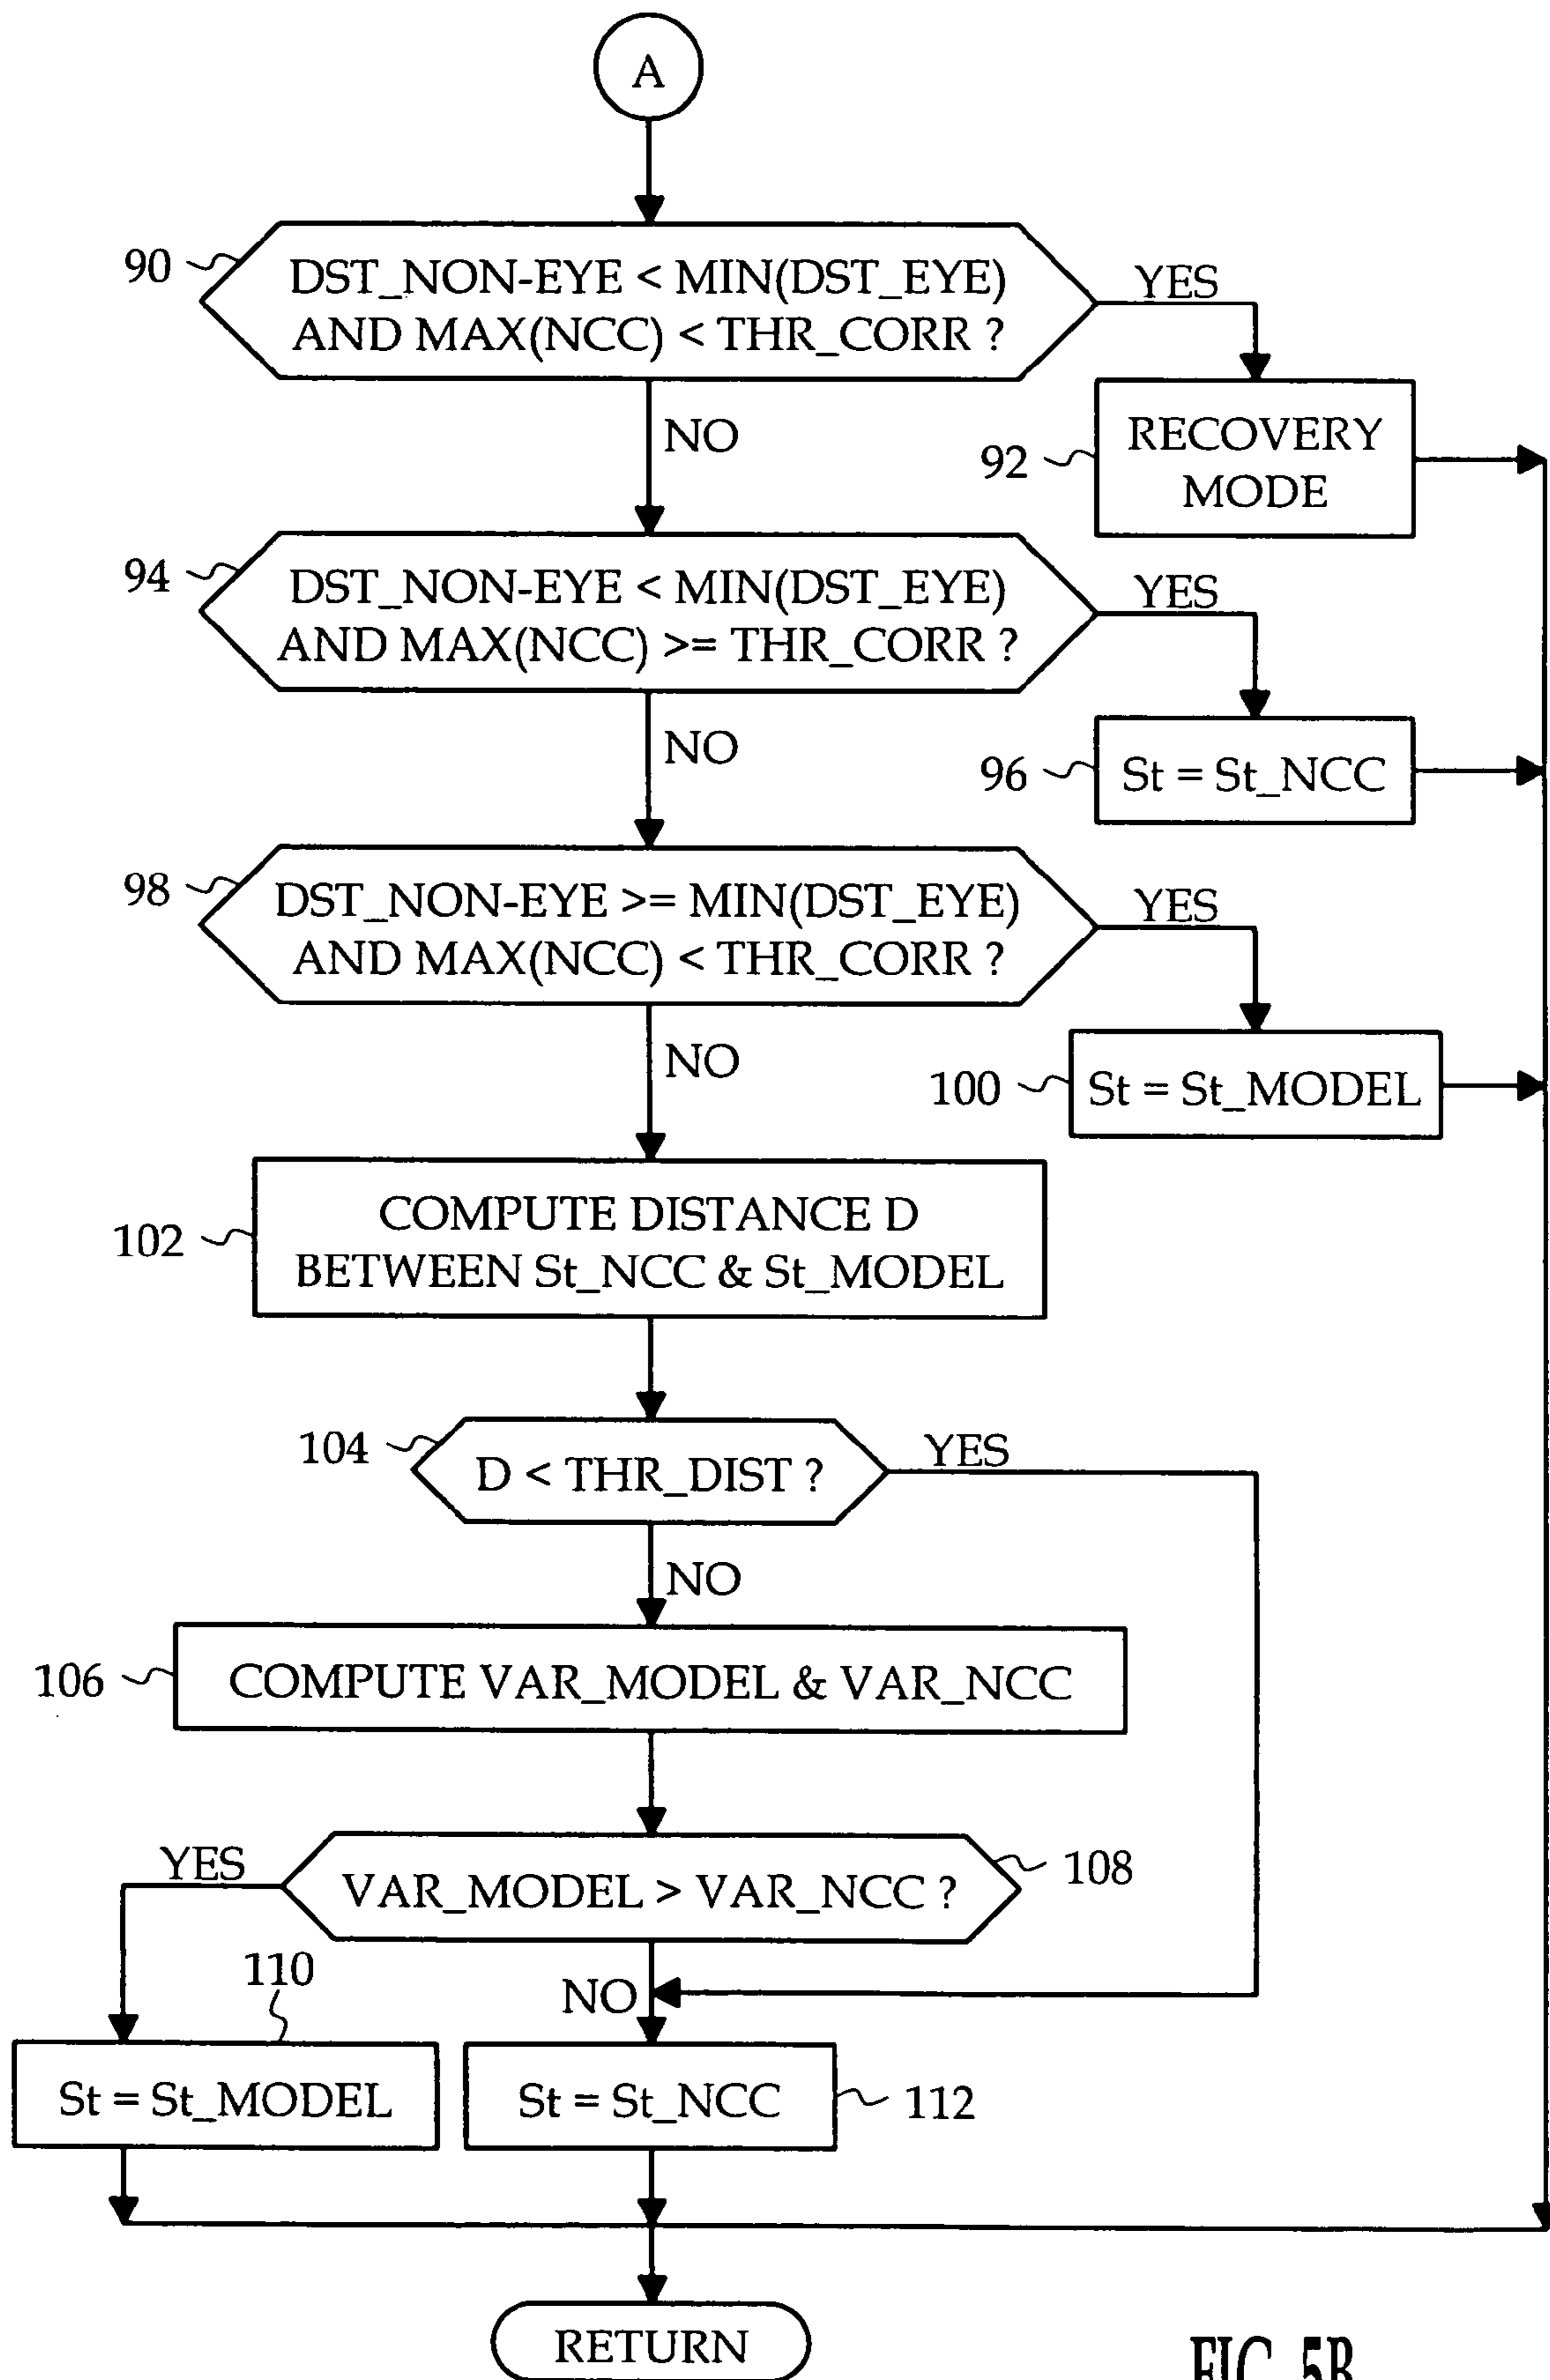 A
90
DST_NON-EYE < MIN(DST_EYE)
AND MAX(NCC) < THR_CORR ?
YES
NO
92
RECOVERY
MODE
94
DST_NON-EYE < MIN(DST_EYE)
AND MAX(NCC) >= THR_CORR ?
YES
NO
96
St = St_NCC
98
DST_NON-EYE >= MIN(DST_EYE)
AND MAX(NCC) < THR_CORR ?
YES
NO
100
St = St_MODEL
102
COMPUTE DISTANCE D
BETWEEN St_NCC & St_MODEL
104
D < THR_DIST ?
YES
NO
106
COMPUTE VAR_MODEL & VAR_NCC
YES
VAR_MODEL > VAR_NCC ?
108
110
NO
St = St_MODEL
St = St_NCC
112
RETURN
FIG. 5B